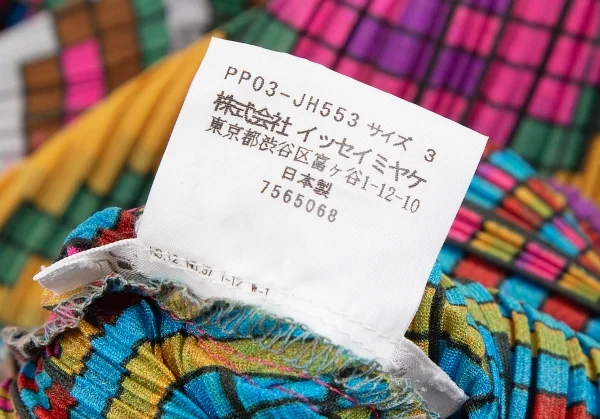 PP03-JH553 サイズ 3
株式会社 イッセイミヤケ
東京都渋谷区富ヶ谷1-12-10
日本製
7565068